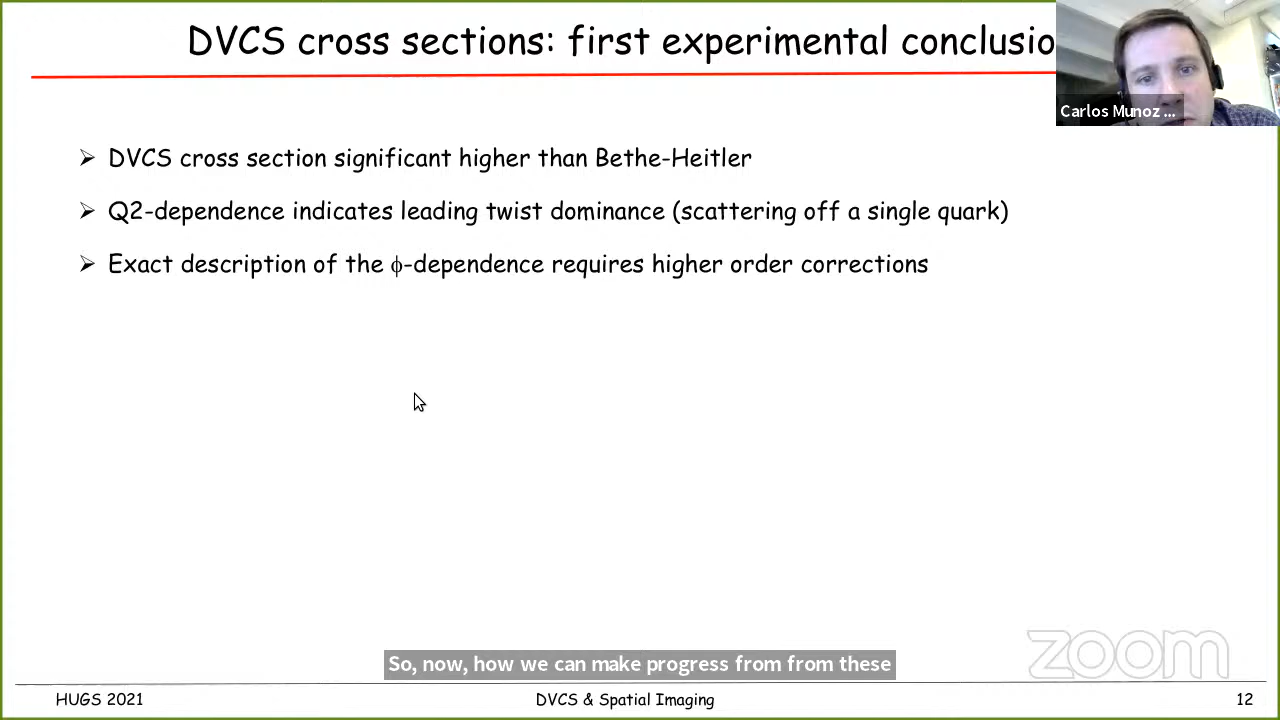 DVCS cross sections: first experimental conclusio
Carlos Munoz ...
➢ DVCS cross section significant higher than Bethe-Heitler
➢ Q2-dependence indicates leading twist dominance (scattering off a single quark)
➢ Exact description of the ϕ-dependence requires higher order corrections
zoom
So, now, how we can make progress from from these
HUGS 2021
DVCS & Spatial Imaging
12